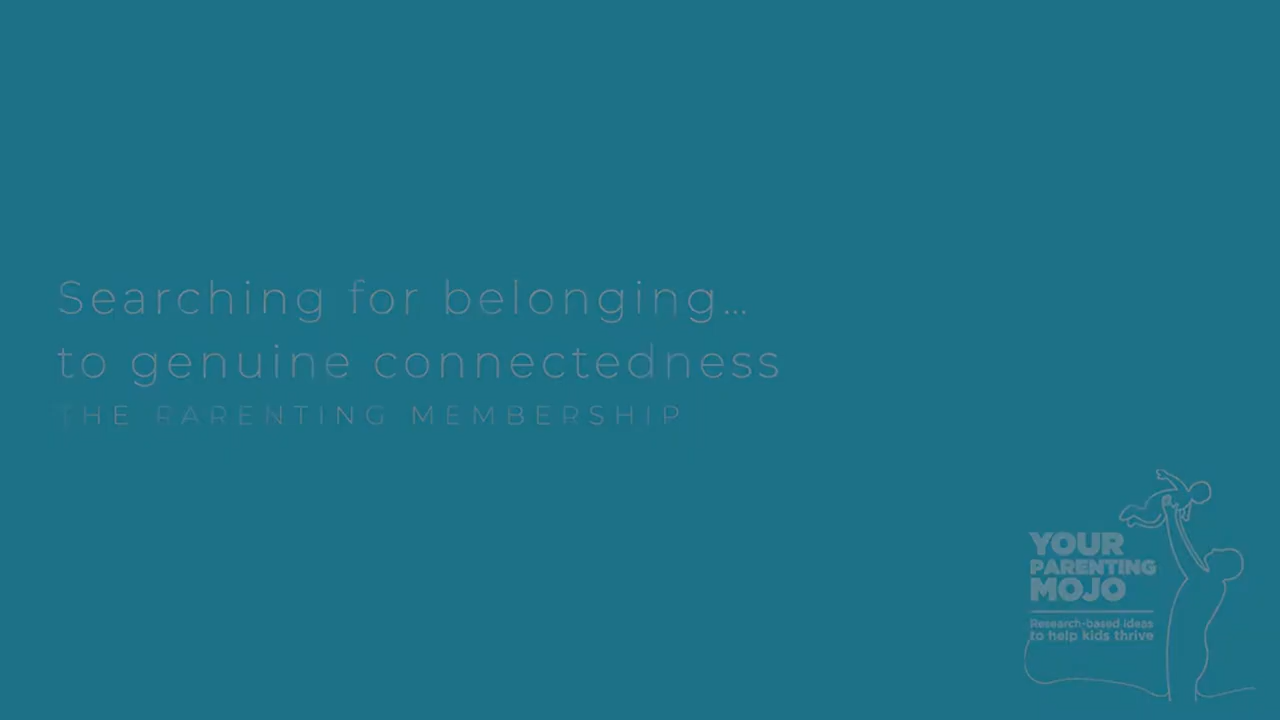 Searching for belonging...
to genuine connectedness
THE PARENTING MEMBERSHIP
YOUR
PARENTING
MOJO
Research-based ideas
to help kids thrive